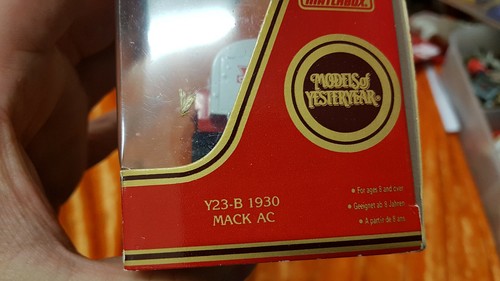 MATCHBOX
MODELS of
YESTERYEAR®
Y23-B 1930
MACK AC
• For ages 8 and over
• Geeignet ab 8 Jahren
• A partir de 8 ans